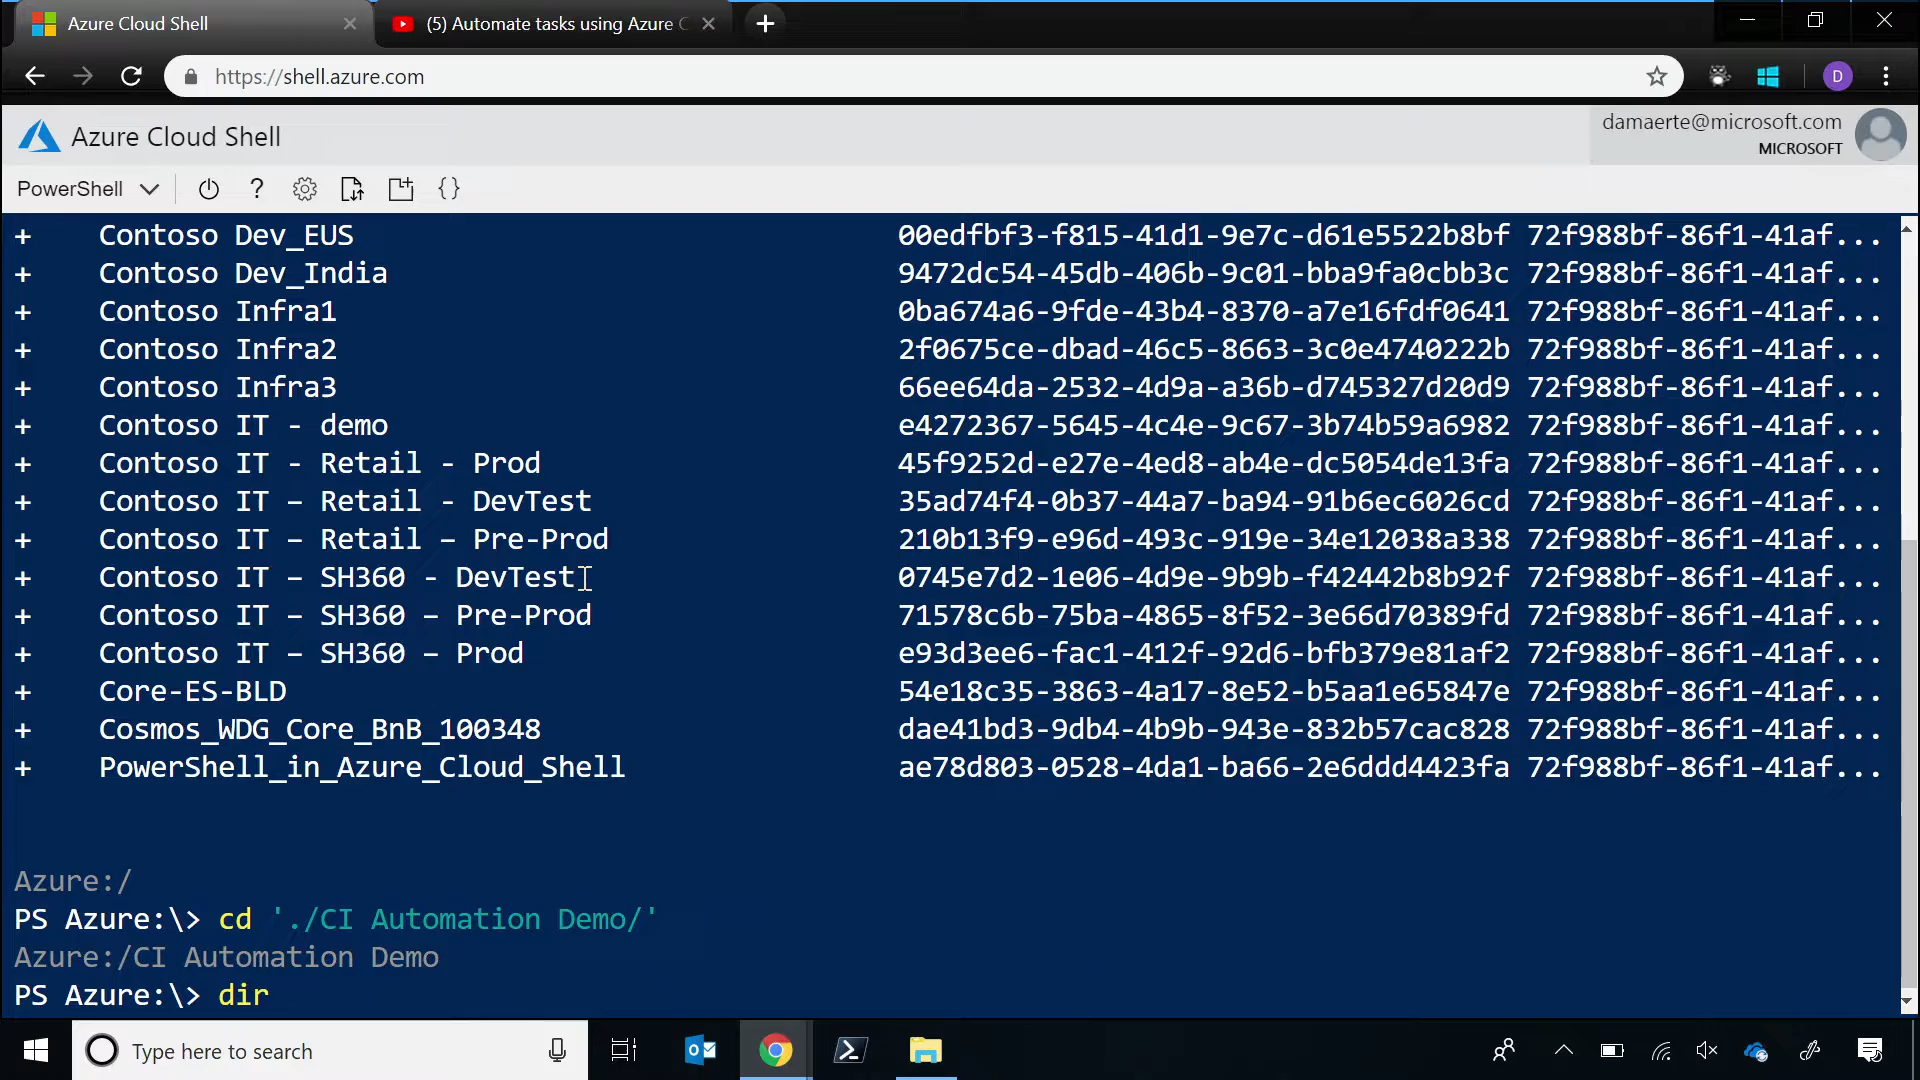 Azure Cloud Shell
(5) Automate tasks using Azure C
https://shell.azure.com
Azure Cloud Shell
damaerte@microsoft.com
MICROSOFT
PowerShell
+ Contoso Dev_EUS 00edfbf3-f815-41d1-9e7c-d61e5522b8bf 72f988bf-86f1-41af...
+ Contoso Dev_India 9472dc54-45db-406b-9c01-bba9fa0cbb3c 72f988bf-86f1-41af...
+ Contoso Infra1 0ba674a6-9fde-43b4-8370-a7e16fdf0641 72f988bf-86f1-41af...
+ Contoso Infra2 2f0675ce-dbad-46c5-8663-3c0e4740222b 72f988bf-86f1-41af...
+ Contoso Infra3 66ee64da-2532-4d9a-a36b-d745327d20d9 72f988bf-86f1-41af...
+ Contoso IT - demo e4272367-5645-4c4e-9c67-3b74b59a6982 72f988bf-86f1-41af...
+ Contoso IT - Retail - Prod 45f9252d-e27e-4ed8-ab4e-dc5054de13fa 72f988bf-86f1-41af...
+ Contoso IT – Retail - DevTest 35ad74f4-0b37-44a7-ba94-91b6ec6026cd 72f988bf-86f1-41af...
+ Contoso IT – Retail – Pre-Prod 210b13f9-e96d-493c-919e-34e12038a338 72f988bf-86f1-41af...
+ Contoso IT – SH360 - DevTest 0745e7d2-1e06-4d9e-9b9b-f42442b8b92f 72f988bf-86f1-41af...
+ Contoso IT – SH360 – Pre-Prod 71578c6b-75ba-4865-8f52-3e66d70389fd 72f988bf-86f1-41af...
+ Contoso IT – SH360 – Prod e93d3ee6-fac1-412f-92d6-bfb379e81af2 72f988bf-86f1-41af...
+ Core-ES-BLD 54e18c35-3863-4a17-8e52-b5aa1e65847e 72f988bf-86f1-41af...
+ Cosmos_WDG_Core_BnB_100348 dae41bd3-9db4-4b9b-943e-832b57cac828 72f988bf-86f1-41af...
+ PowerShell_in_Azure_Cloud_Shell ae78d803-0528-4da1-ba66-2e6ddd4423fa 72f988bf-86f1-41af...
Azure:/
PS Azure:\> cd './CI Automation Demo/'
Azure:/CI Automation Demo
PS Azure:\> dir
Type here to search